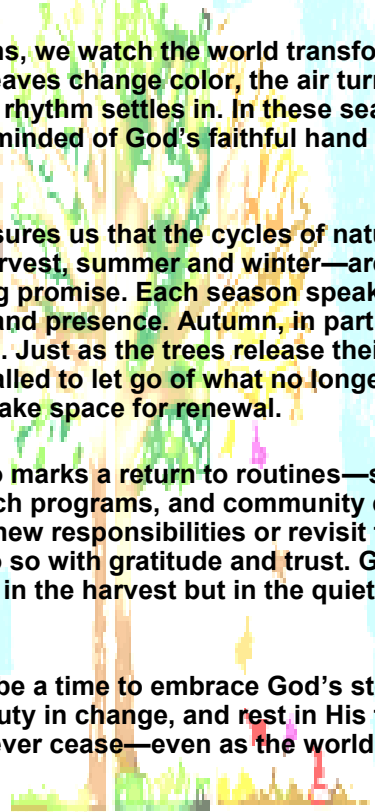 ns, we watch the world transfo
eaves change color, the air tur
rhythm settles in. In these sea
minded of God's faithful hand
sures us that the cycles of natu
rvest, summer and winter—are
g promise. Each season speak
and presence. Autumn, in part
. Just as the trees release thei
alled to let go of what no longe
ake space for renewal.
o marks a return to routines—s
ch programs, and community
new responsibilities or revisit
o so with gratitude and trust. G
in the harvest but in the quiet
be a time to embrace God's st
uty in change, and rest in His
ever cease—even as the world